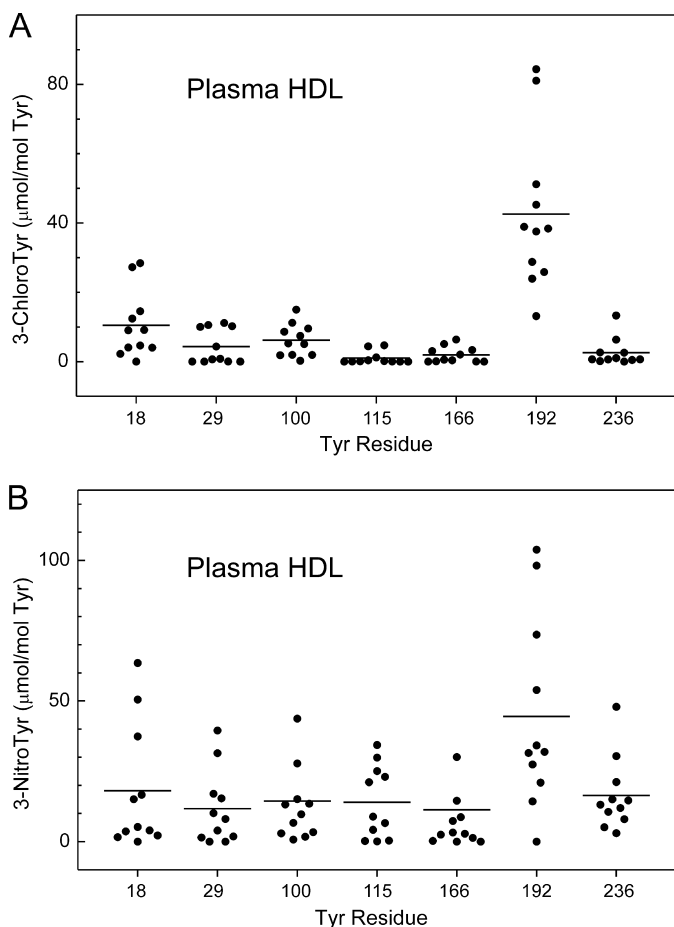 A
Plasma HDL
3-ChloroTyr (μmol/mol Tyr)
80
40
0
18 29 100 115 166 192 236
Tyr Residue
B
Plasma HDL
3-NitroTyr (μmol/mol Tyr)
100
50
0
18 29 100 115 166 192 236
Tyr Residue